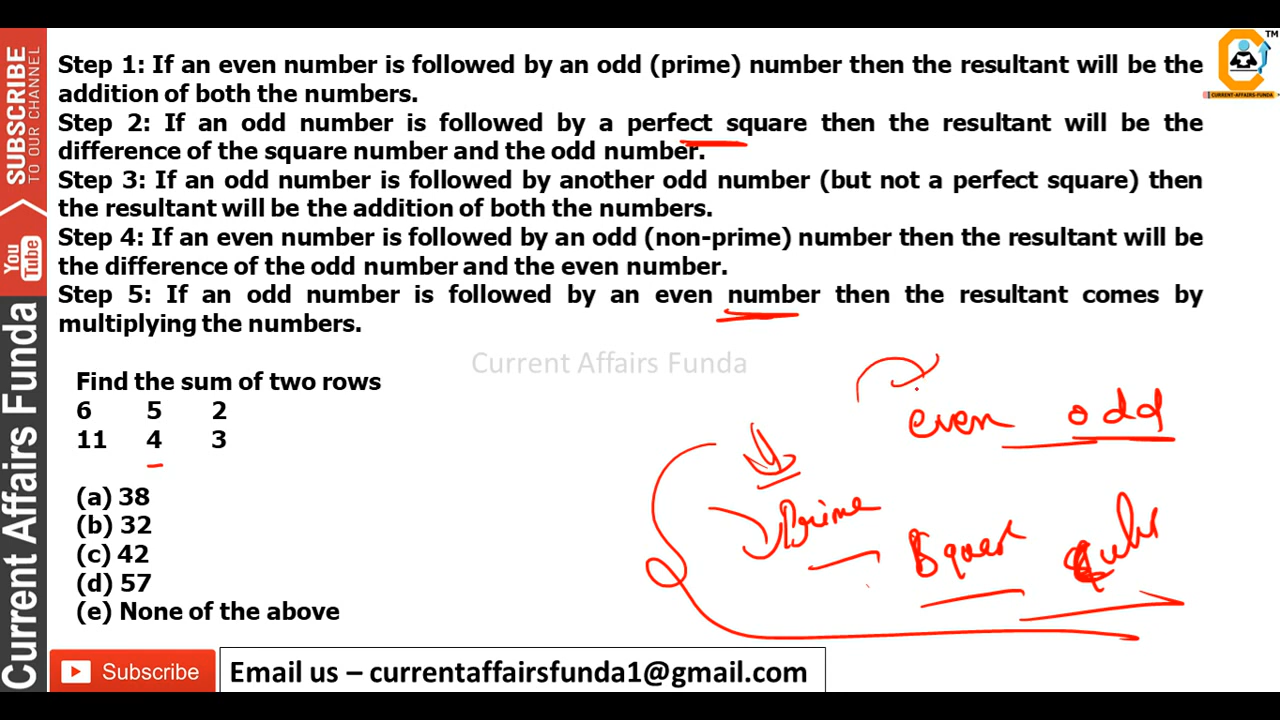 Step 1: If an even number is followed by an odd (prime) number then the resultant will be the
addition of both the numbers.
Step 2: If an odd number is followed by a perfect square then the resultant will be the
difference of the square number and the odd number.
Step 3: If an odd number is followed by another odd number (but not a perfect square) then
the resultant will be the addition of both the numbers.
Step 4: If an even number is followed by an odd (non-prime) number then the resultant will be
the difference of the odd number and the even number.
Step 5: If an odd number is followed by an even number then the resultant comes by
multiplying the numbers.
Current Affairs Funda
Find the sum of two rows
6 5 2
11 4 3
(a) 38
(b) 32
(c) 42
(d) 57
(e) None of the above
even odd
Prime
SUBSCRIBE
TO OUR CHANNEL
You
Tube
Current Affairs Funda
TM
CURRENT-AFFAIRS-FUNDA
Subscribe
Email us – currentaffairsfunda1@gmail.com